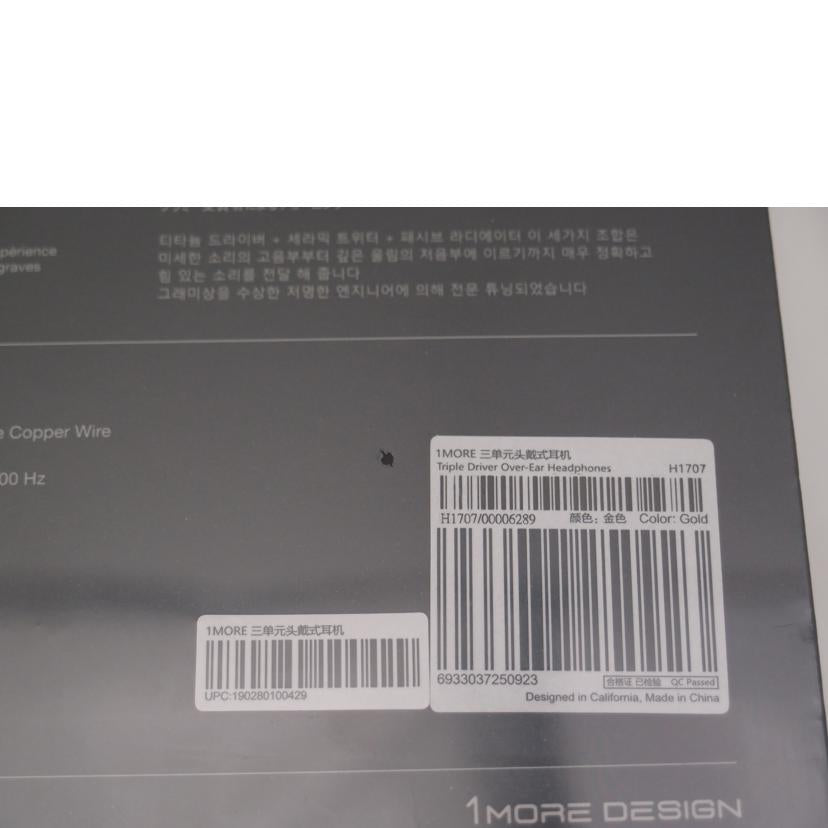 périence
graves
티타늄 드라이버 + 세라믹 트위터 + 패시브 라디에이터 이 세가지 조합은
미세한 소리의 고음부부터 깊은 울림의 저음부에 이르기까지 매우 정확하고
힘 있는 소리를 전달 해 줍니다
그래미상을 수상한 저명한 엔지니어에 의해 전문 튜닝되었습니다
e Copper Wire
00 Hz
1MORE 三单元头戴式耳机
Triple Driver Over-Ear Headphones H1707
H1707/00006289 颜色：金色 Color: Gold
6933037250923 合格证 已检验 QC Passed
Designed in California, Made in China
1MORE 三单元头戴式耳机
UPC:190280100429
1MORE DESIGN